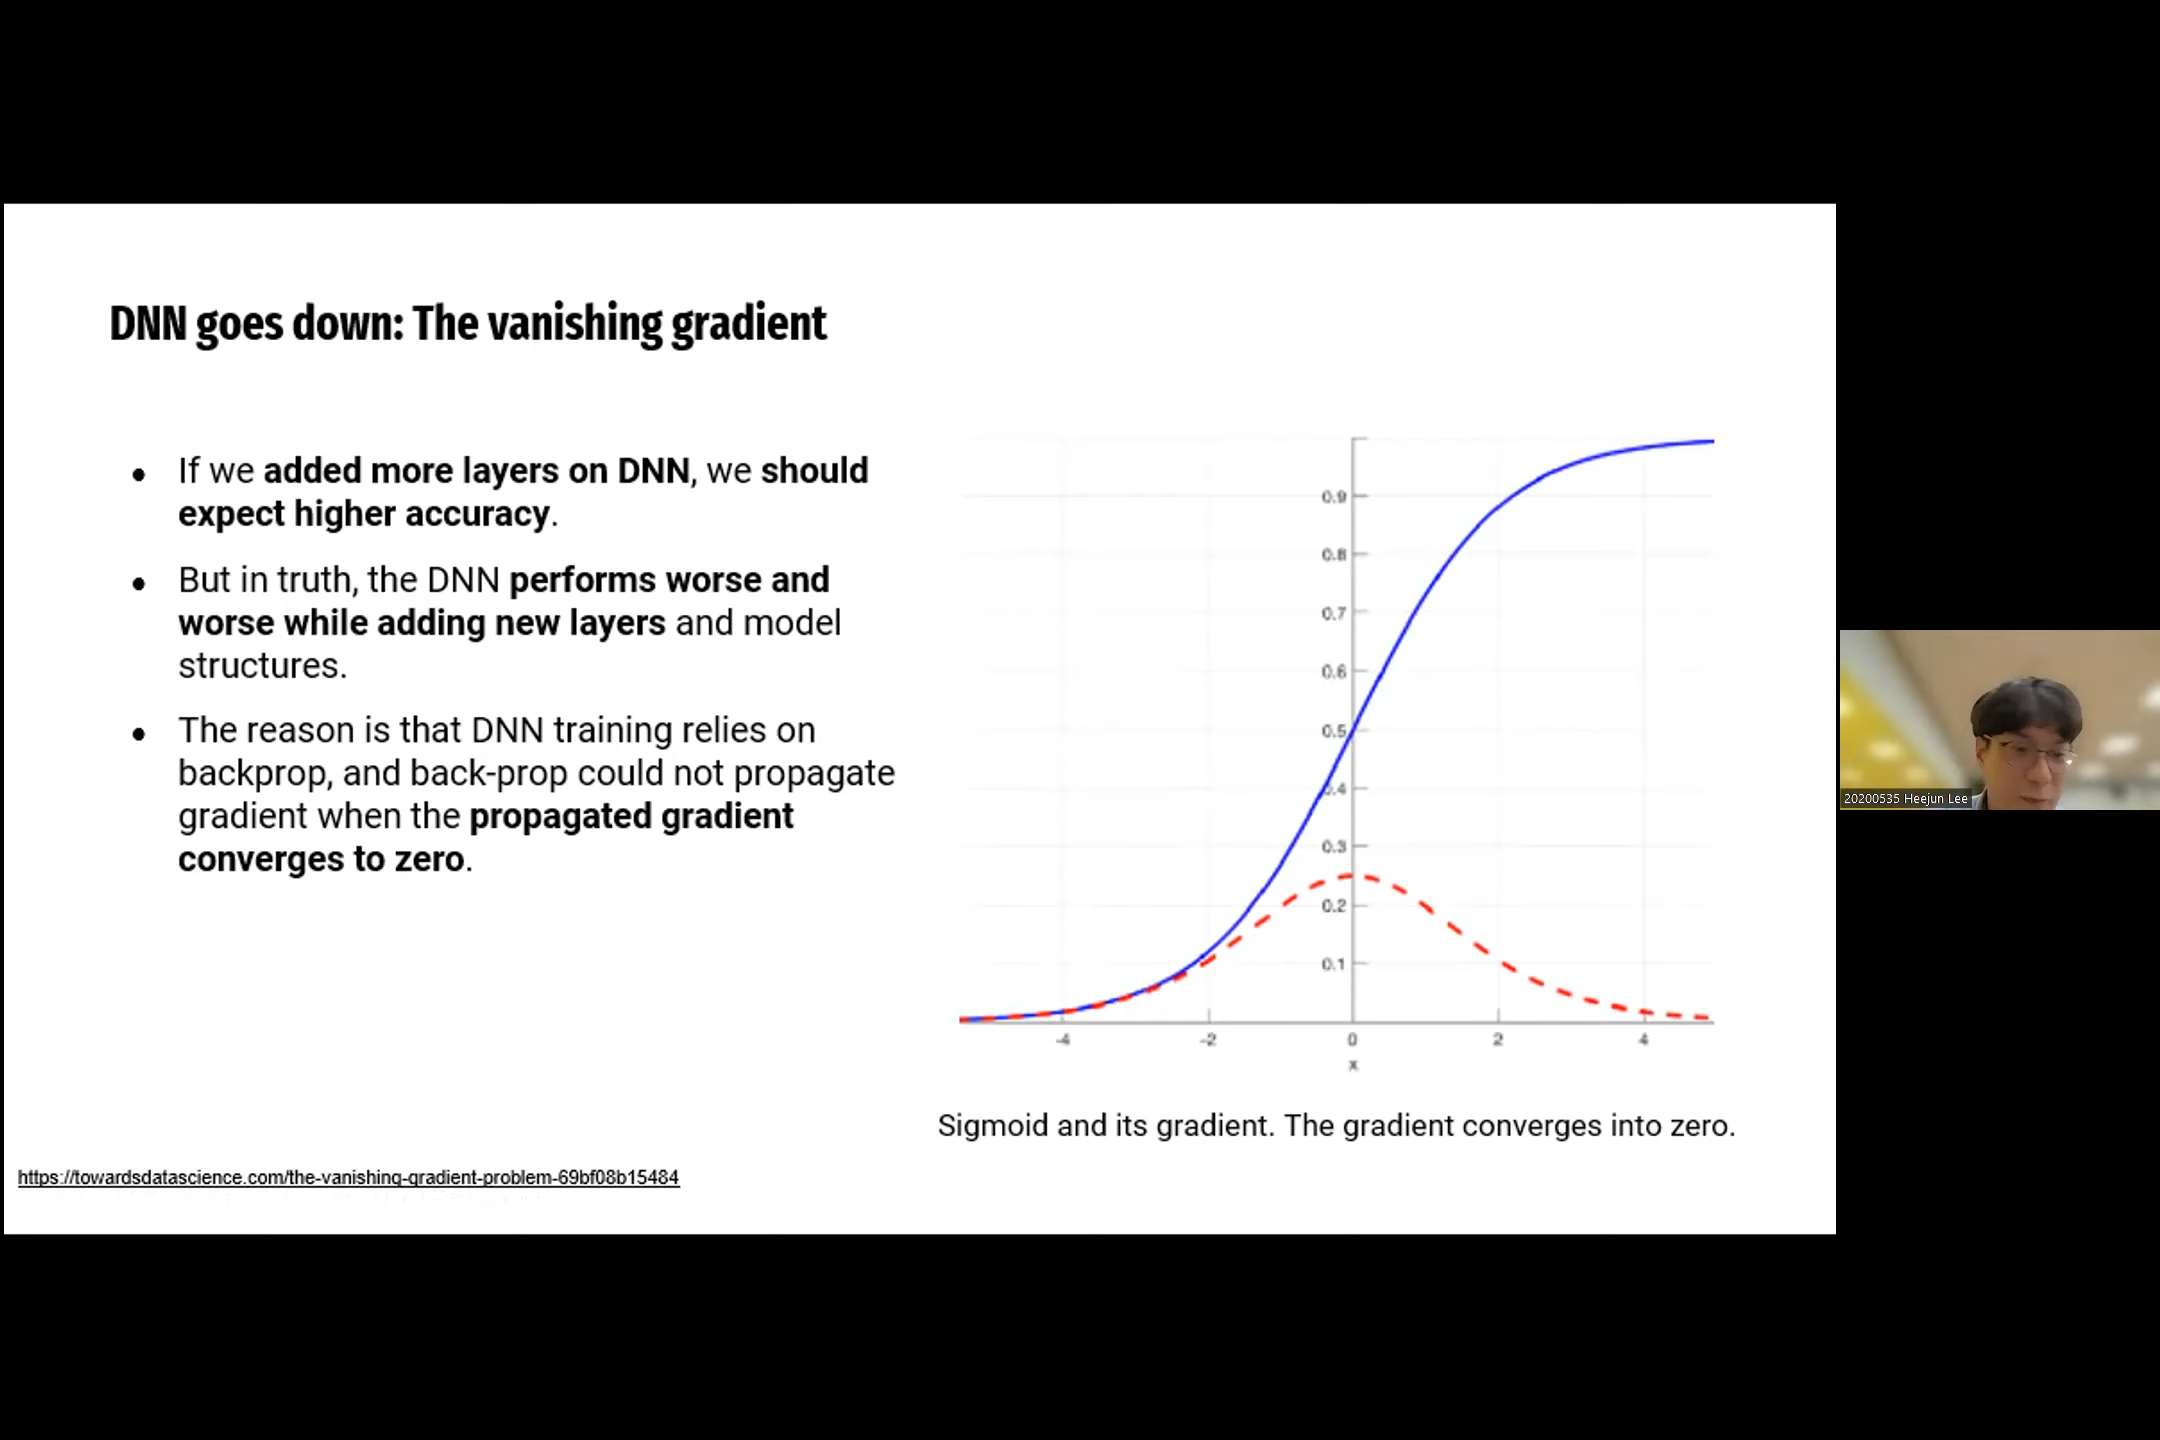 DNN goes down: The vanishing gradient
● If we added more layers on DNN, we should
expect higher accuracy.
● But in truth, the DNN performs worse and
worse while adding new layers and model
structures.
● The reason is that DNN training relies on
backprop, and back-prop could not propagate
gradient when the propagated gradient
converges to zero.
0.9
0.8
0.7
0.6
0.5
0.4
0.3
0.2
0.1
-4 -2 0 2 4
x
Sigmoid and its gradient. The gradient converges into zero.
https://towardsdatascience.com/the-vanishing-gradient-problem-69bf08b15484
20200535 Heejun Lee